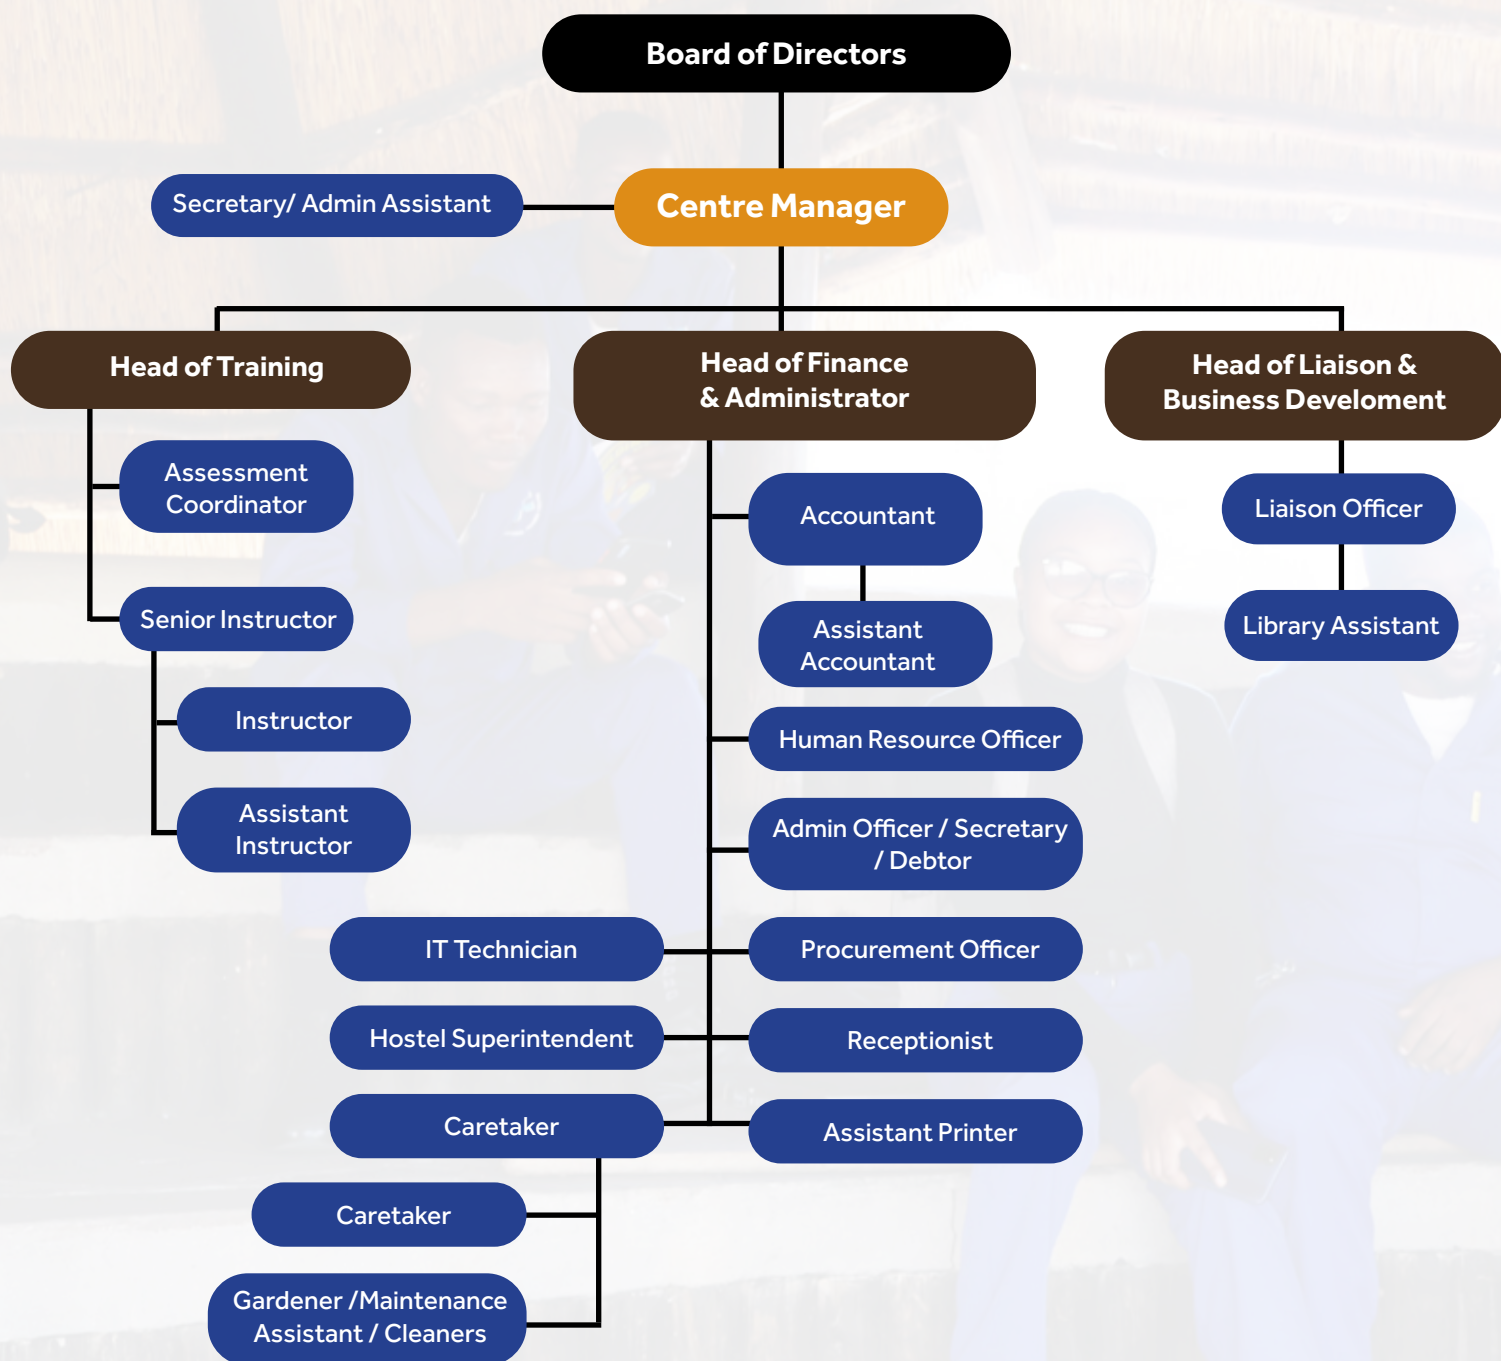 Board of Directors
Secretary/ Admin Assistant
Centre Manager
Head of Training
Head of Finance
& Administrator
Head of Liaison &
Business Develoment
Assessment
Coordinator
Senior Instructor
Instructor
Assistant
Instructor
Accountant
Assistant
Accountant
Human Resource Officer
Admin Officer / Secretary
/ Debtor
Liaison Officer
Library Assistant
IT Technician
Procurement Officer
Hostel Superintendent
Receptionist
Caretaker
Assistant Printer
Caretaker
Gardener /Maintenance
Assistant / Cleaners